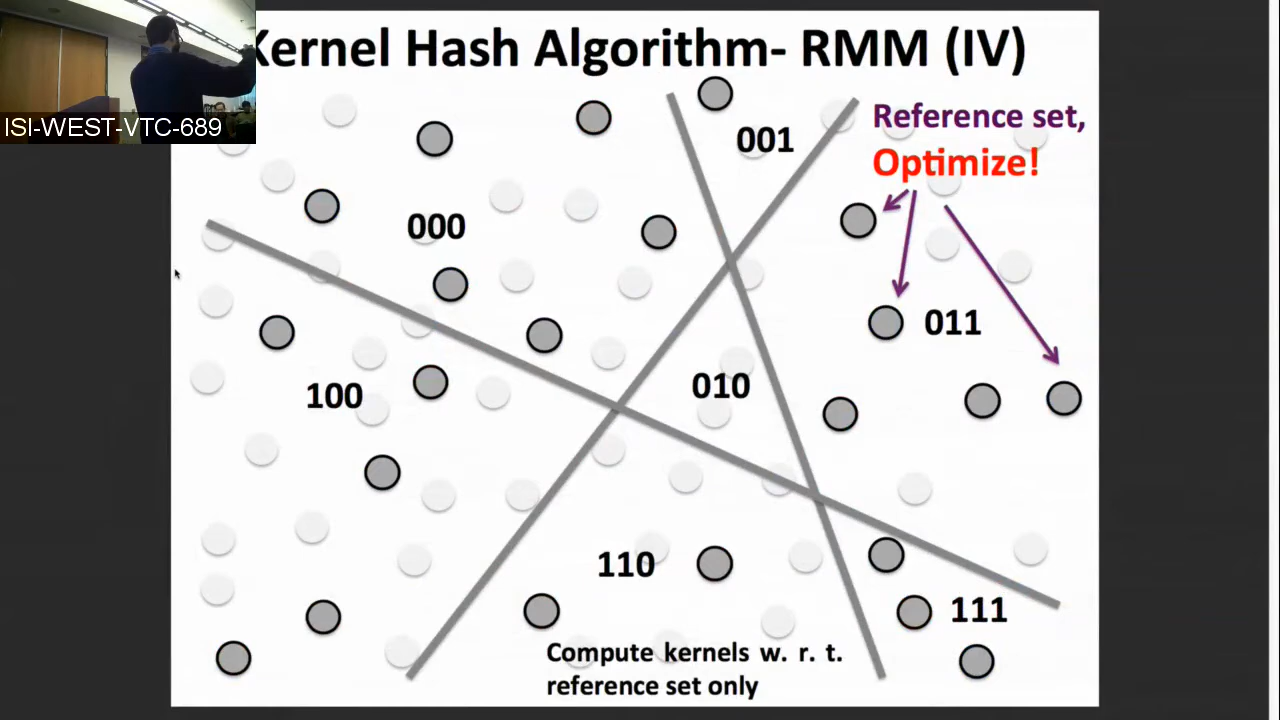 Kernel Hash Algorithm- RMM (IV)
ISI-WEST-VTC-689
001
Reference set,
Optimize!
000
011
100
010
110
111
Compute kernels w. r. t.
reference set only